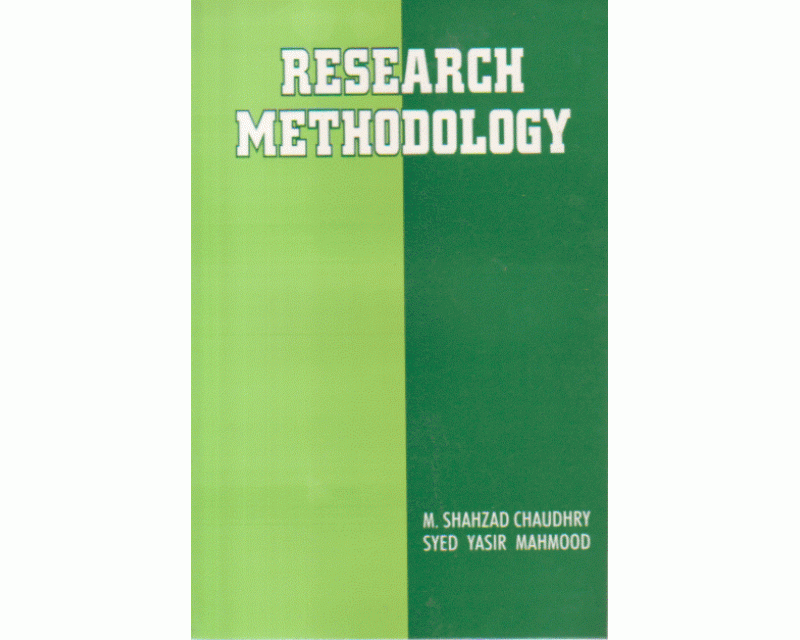 RESEARCH
METHODOLOGY
M. SHAHZAD CHAUDHRY
SYED YASIR MAHMOOD